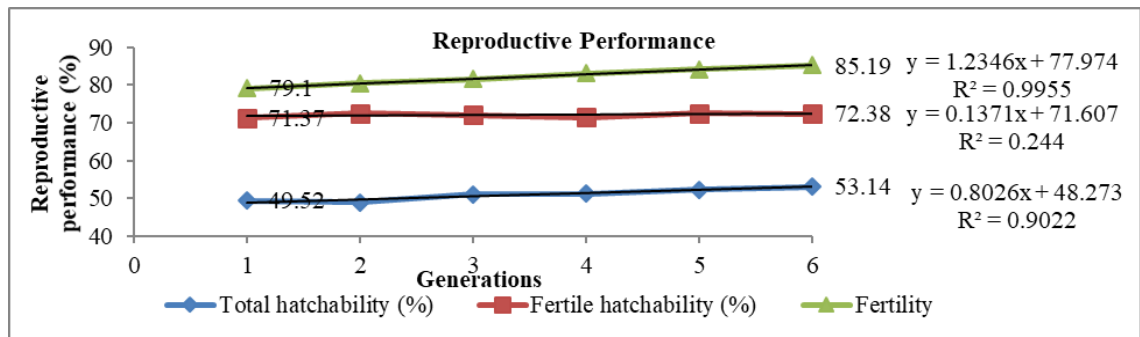 Reproductive Performance
Reproductive
performance (%)
90
80
70
60
50
40
0
1
2
3
4
5
6
79.1
71.37
49.52
85.19
72.38
53.14
y = 1.2346x + 77.974
R² = 0.9955
y = 0.1371x + 71.607
R² = 0.244
y = 0.8026x + 48.273
R² = 0.9022
Generations
Total hatchability (%)
Fertile hatchability (%)
Fertility